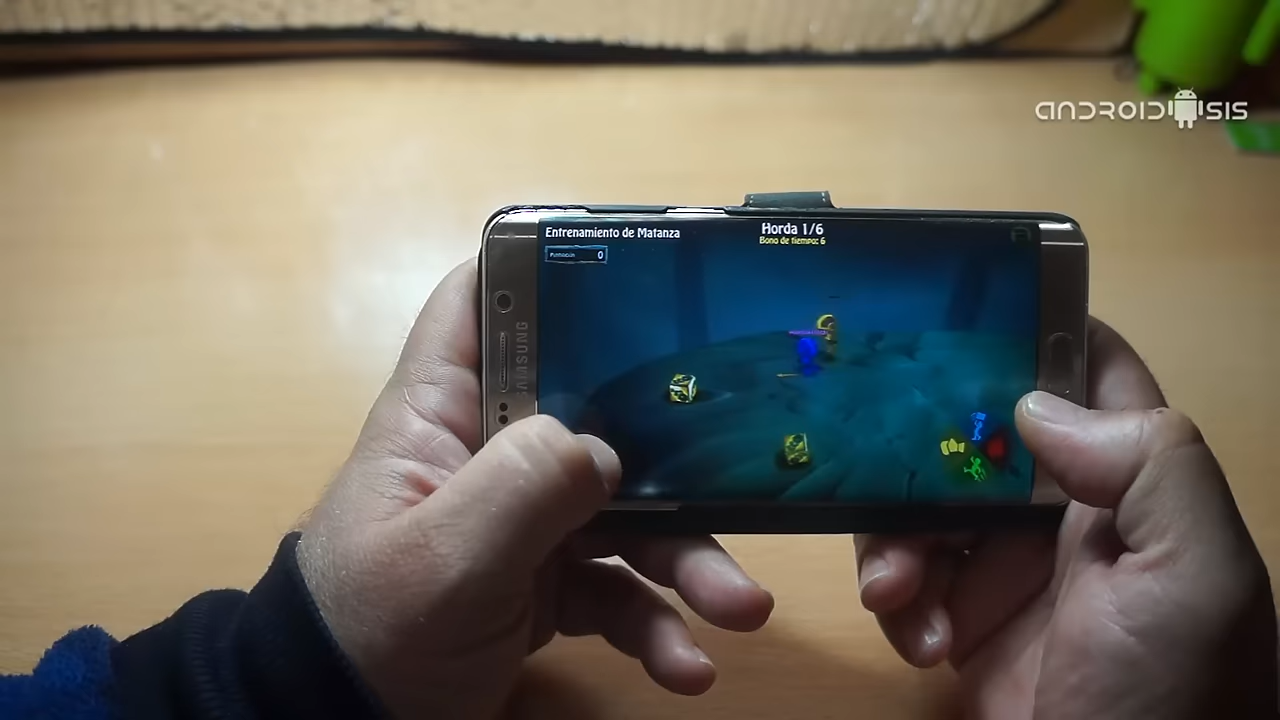 ANDROIDSIS
Entrenamiento de Matanza
Horda 1/6
Bono de tiempo: 6
Puntuación 0
SAMSUNG